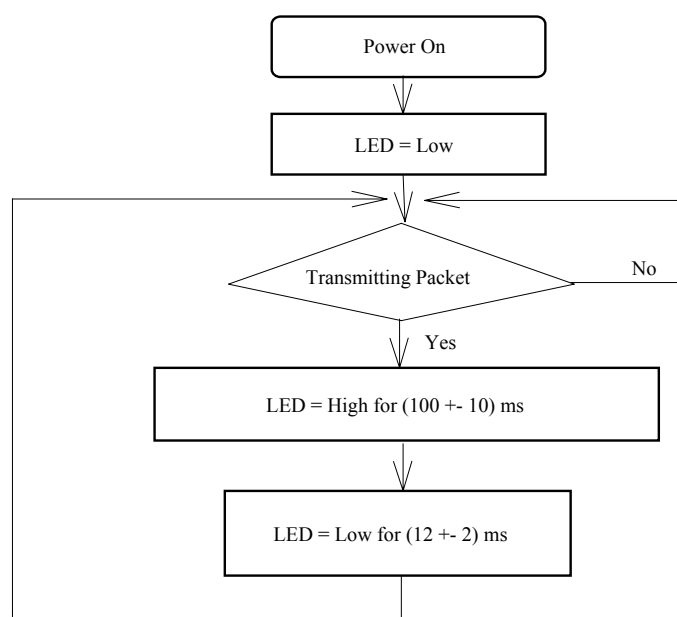 Power On
LED = Low
Transmitting Packet
No
Yes
LED = High for (100 +- 10) ms
LED = Low for (12 +- 2) ms